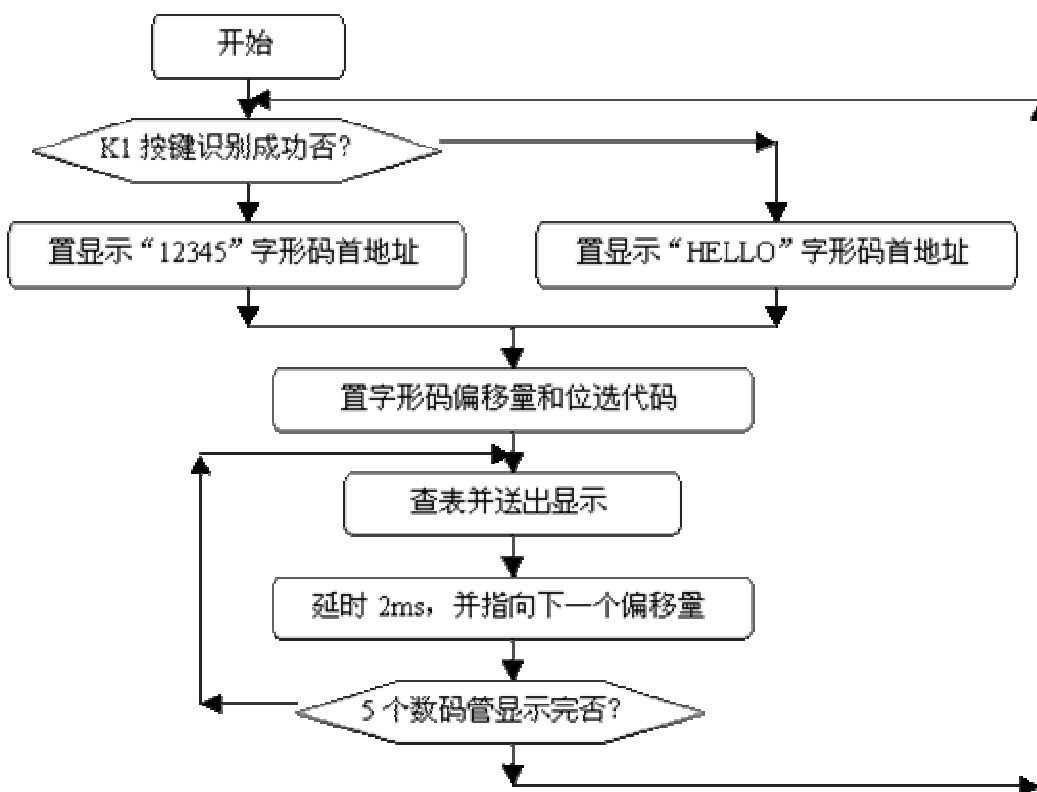 开始
K1 按键识别成功否？
置显示“12345”字形码首地址
置显示“HELLO”字形码首地址
置字形码偏移量和位选代码
查表并送出显示
延时 2ms，并指向下一个偏移量
5 个数码管显示完否？